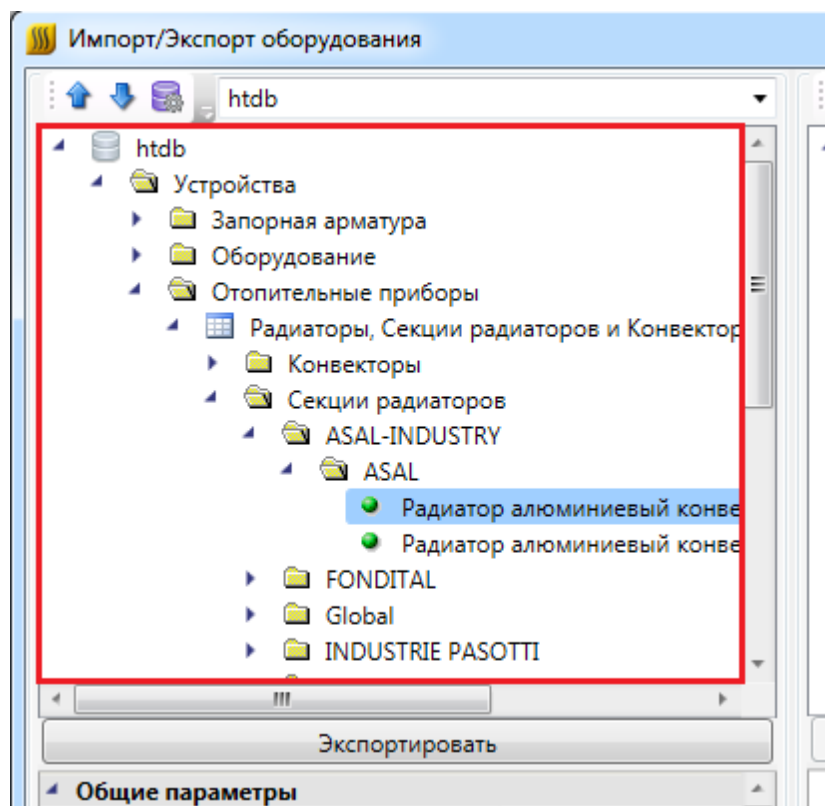 Импорт/Экспорт оборудования
htdb
htdb
Устройства
Запорная арматура
Оборудование
Отопительные приборы
Радиаторы, Секции радиаторов и Конвектор
Конвекторы
Секции радиаторов
ASAL-INDUSTRY
ASAL
Радиатор алюминиевый конве
Радиатор алюминиевый конве
FONDITAL
Global
INDUSTRIE PASOTTI
Экспортировать
Общие параметры